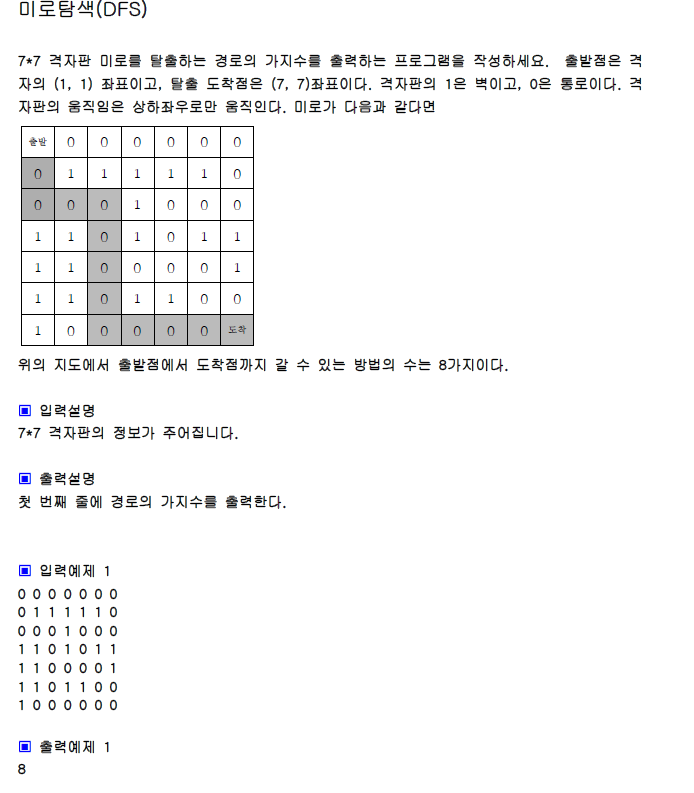 미로탐색(DFS)
7*7 격자판 미로를 탈출하는 경로의 가지수를 출력하는 프로그램을 작성하세요. 출발점은 격
자의 (1, 1) 좌표이고, 탈출 도착점은 (7, 7)좌표이다. 격자판의 1은 벽이고, 0은 통로이다. 격
자판의 움직임은 상하좌우로만 움직인다. 미로가 다음과 같다면
출발 0 0 0 0 0 0
0 1 1 1 1 1 0
0 0 0 1 0 0 0
1 1 0 1 0 1 1
1 1 0 0 0 0 1
1 1 0 1 1 0 0
1 0 0 0 0 0 도착
위의 지도에서 출발점에서 도착점까지 갈 수 있는 방법의 수는 8가지이다.
▣ 입력설명
7*7 격자판의 정보가 주어집니다.
▣ 출력설명
첫 번째 줄에 경로의 가지수를 출력한다.
▣ 입력예제 1
0 0 0 0 0 0 0
0 1 1 1 1 1 0
0 0 0 1 0 0 0
1 1 0 1 0 1 1
1 1 0 0 0 0 1
1 1 0 1 1 0 0
1 0 0 0 0 0 0
▣ 출력예제 1
8